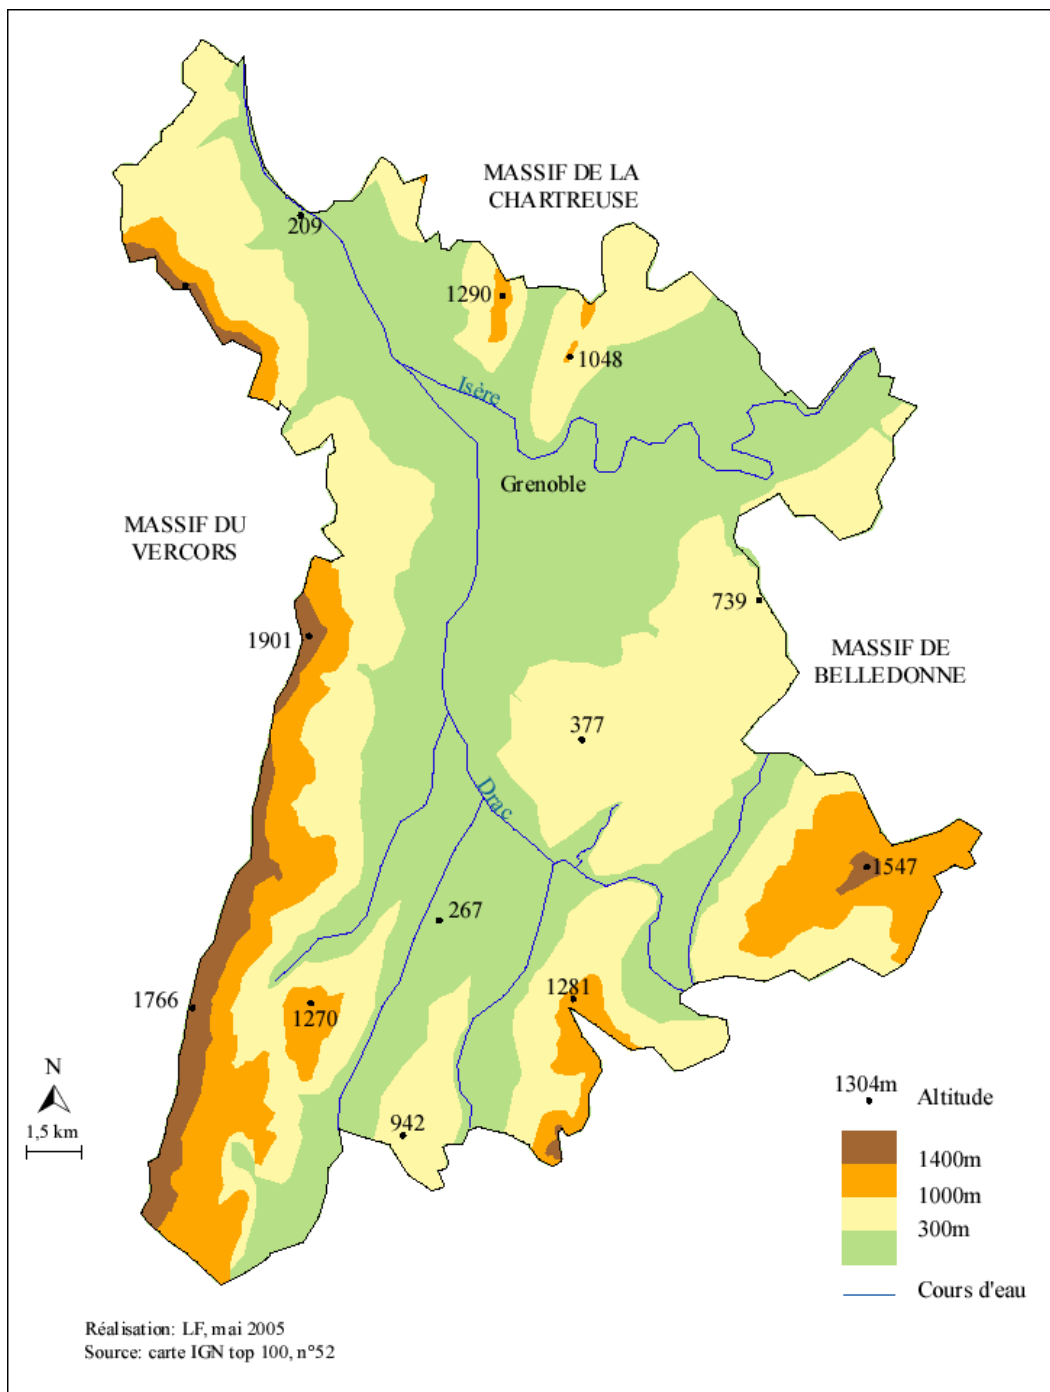 MASSIF DE LA
CHARTREUSE
209
1290
1048
Isère
Grenoble
MASSIF DU
VERCORS
739
1901
MASSIF DE
BELLEDONNE
377
Drac
1547
267
1766
1281
1270
942
N
1,5 km
1304m
Altitude
1400m
1000m
300m
Cours d'eau
Réalisation: LF, mai 2005
Source: carte IGN top 100, n°52